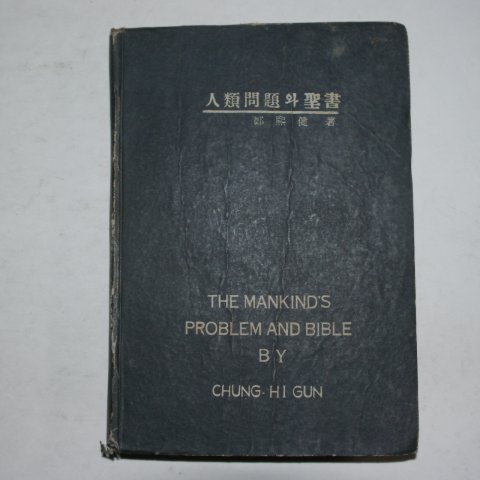 人類問題와聖書
鄭熙健 著
THE MANKIND'S
PROBLEM AND BIBLE
BY
CHUNG-HI GUN